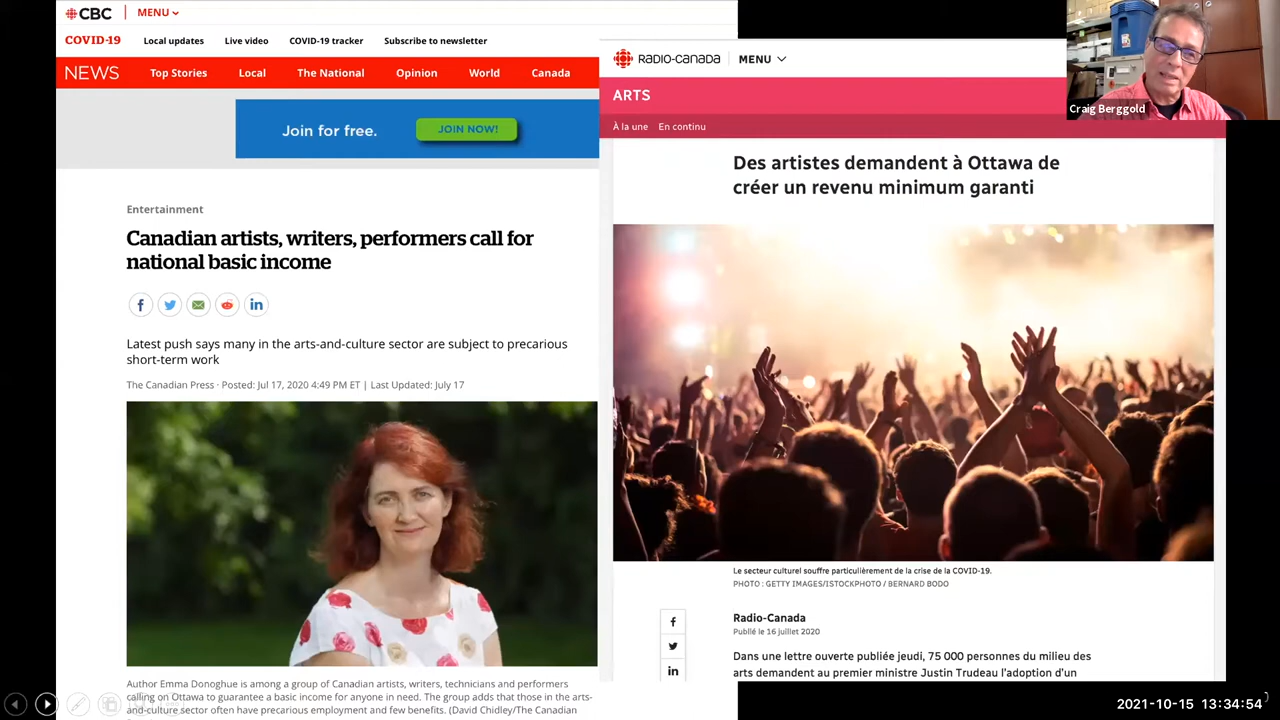 CBC
MENU
COVID-19 Local updates Live video COVID-19 tracker Subscribe to newsletter
NEWS Top Stories Local The National Opinion World Canada
Join for free. JOIN NOW!
Entertainment
Canadian artists, writers, performers call for
national basic income
Latest push says many in the arts-and-culture sector are subject to precarious
short-term work
The Canadian Press · Posted: Jul 17, 2020 4:49 PM ET | Last Updated: July 17
Author Emma Donoghue is among a group of Canadian artists, writers, technicians and performers
calling on Ottawa to guarantee a basic income for anyone in need. The group adds that those in the arts-
and-culture sector often have precarious employment and few benefits. (David Chidley/The Canadian
RADIO-CANADA MENU
ARTS
À la une En continu
Des artistes demandent à Ottawa de
créer un revenu minimum garanti
Le secteur culturel souffre particulièrement de la crise de la COVID-19.
PHOTO : GETTY IMAGES/ISTOCKPHOTO / BERNARD BODO
Radio-Canada
Publié le 16 juillet 2020
Dans une lettre ouverte publiée jeudi, 75 000 personnes du milieu des
arts demandent au premier ministre Justin Trudeau l'adoption d'un
Craig Berggold
2021-10-15 13:34:54